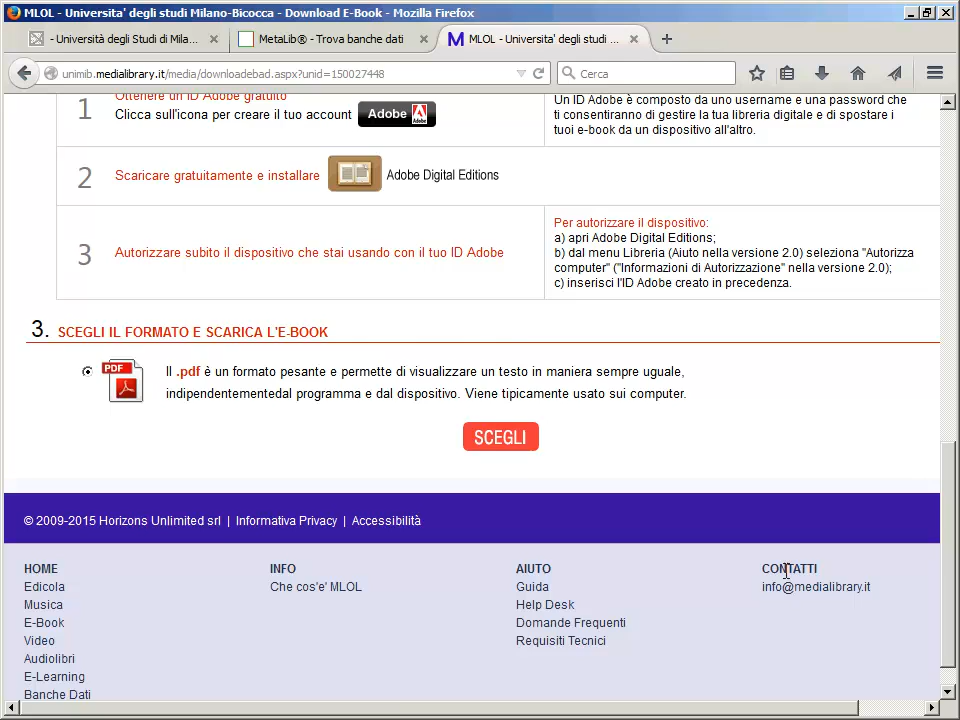 MLOL - Universita' degli studi Milano-Bicocca - Download E-Book - Mozilla Firefox
- Università degli Studi di Mila...
MetaLib® - Trova banche dati
MLOL - Universita' degli studi ...
unimib.medialibrary.it/media/downloadebad.aspx?unid=150027448
Cerca
1
Ottenere un ID Adobe gratuito
Clicca sull'icona per creare il tuo account
Adobe
Adobe
Un ID Adobe è composto da uno username e una password che
ti consentiranno di gestire la tua libreria digitale e di spostare i
tuoi e-book da un dispositivo all'altro.
2
Scaricare gratuitamente e installare
Adobe Digital Editions
3
Autorizzare subito il dispositivo che stai usando con il tuo ID Adobe
Per autorizzare il dispositivo:
a) apri Adobe Digital Editions;
b) dal menu Libreria (Aiuto nella versione 2.0) seleziona "Autorizza
computer" ("Informazioni di Autorizzazione" nella versione 2.0);
c) inserisci l'ID Adobe creato in precedenza.
3. SCEGLI IL FORMATO E SCARICA L'E-BOOK
PDF
Il .pdf è un formato pesante e permette di visualizzare un testo in maniera sempre uguale,
indipendentementedal programma e dal dispositivo. Viene tipicamente usato sui computer.
SCEGLI
© 2009-2015 Horizons Unlimited srl | Informativa Privacy | Accessibilità
HOME
Edicola
Musica
E-Book
Video
Audiolibri
E-Learning
Banche Dati
INFO
Che cos'e' MLOL
AIUTO
Guida
Help Desk
Domande Frequenti
Requisiti Tecnici
CONTATTI
info@medialibrary.it